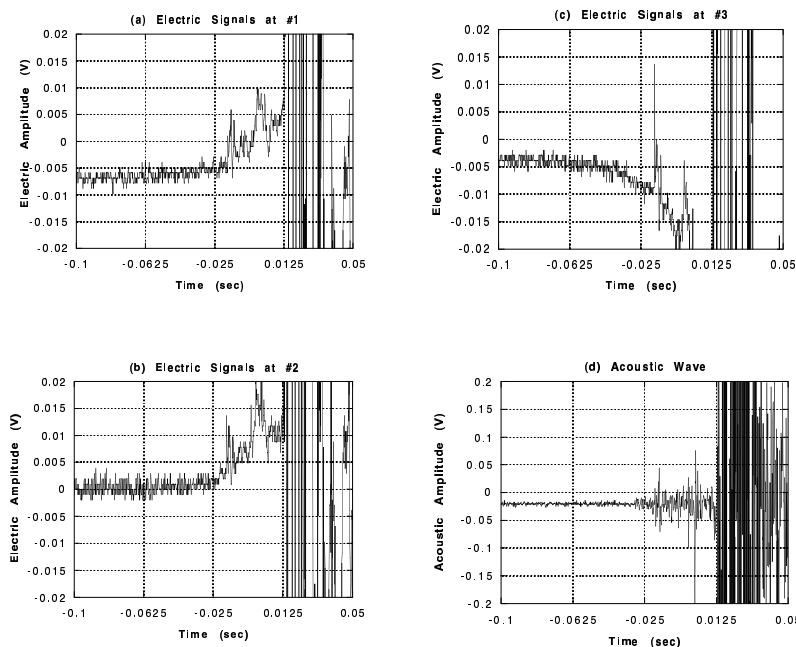 (a) Electric Signals at #1
0.02
0.015
0.01
0.005
0
-0.005
-0.01
-0.015
-0.02
Electric Amplitude (V)
-0.1 -0.0625 -0.025 0.0125 0.05
Time (sec)
(c) Electric Signals at #3
0.02
0.015
0.01
0.005
0
-0.005
-0.01
-0.015
-0.02
Electric Amplitude (V)
-0.1 -0.0625 -0.025 0.0125 0.05
Time (sec)
(b) Electric Signals at #2
0.02
0.015
0.01
0.005
0
-0.005
-0.01
-0.015
-0.02
Electric Amplitude (V)
-0.1 -0.0625 -0.025 0.0125 0.05
Time (sec)
(d) Acoustic Wave
0.2
0.15
0.1
0.05
0
-0.05
-0.1
-0.15
-0.2
Acoustic Amplitude (V)
-0.1 -0.0625 -0.025 0.0125 0.05
Time (sec)